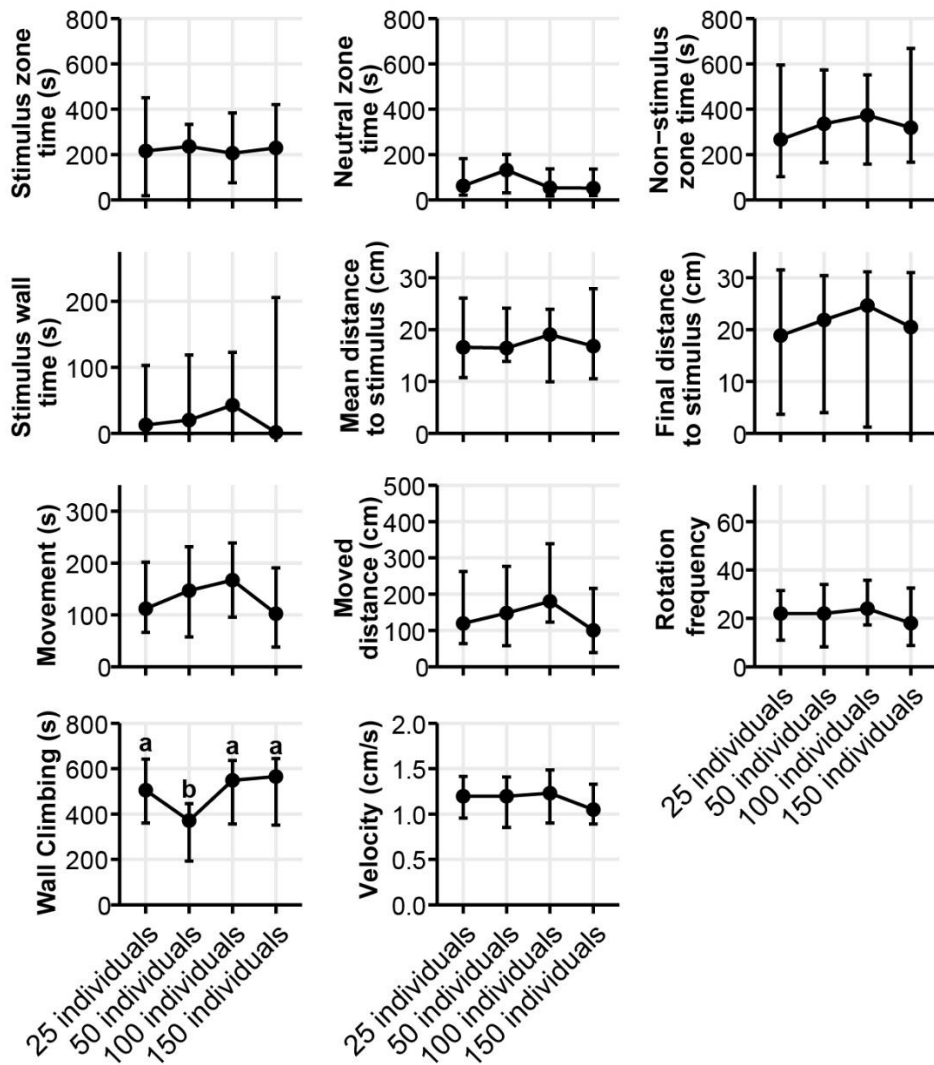 Stimulus zone
time (s)
800
600
400
200
0
Neutral zone
time (s)
800
600
400
200
0
Non−stimulus
zone time (s)
800
600
400
200
0
Stimulus wall
time (s)
200
100
0
Mean distance
to stimulus (cm)
30
20
10
0
Final distance
to stimulus (cm)
30
20
10
0
Movement (s)
300
200
100
0
Moved
distance (cm)
500
400
300
200
100
0
Rotation
frequency
60
40
20
0
Wall Climbing (s)
800
600
400
200
0
a
b
a
a
Velocity (cm/s)
2.0
1.5
1.0
0.5
0.0
25 individuals
50 individuals
100 individuals
150 individuals
25 individuals
50 individuals
100 individuals
150 individuals
25 individuals
50 individuals
100 individuals
150 individuals